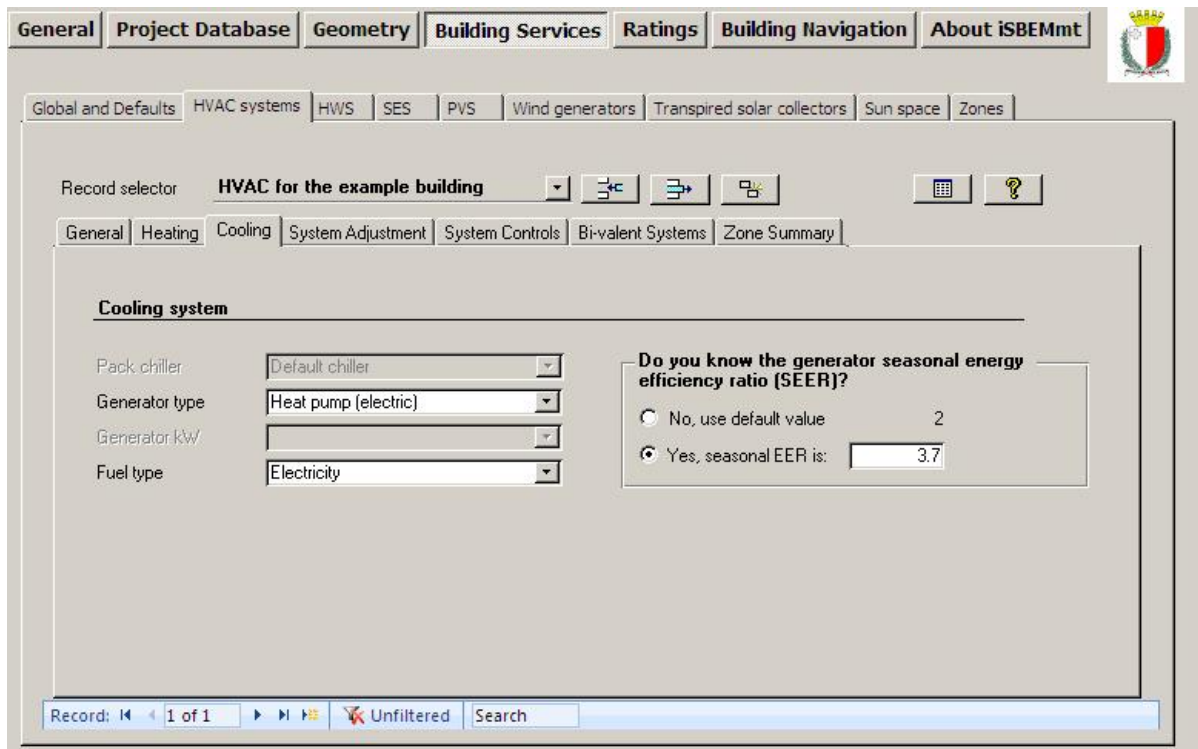 General Project Database Geometry Building Services Ratings Building Navigation About iSBEMmt
Global and Defaults HVAC systems HWS SES PVS Wind generators Transpired solar collectors Sun space Zones
Record selector HVAC for the example building
General Heating Cooling System Adjustment System Controls Bi-valent Systems Zone Summary
Cooling system
Pack chiller Default chiller
Generator type Heat pump (electric)
Generator kW
Fuel type Electricity
Do you know the generator seasonal energy
efficiency ratio (SEER)?
No, use default value 2
Yes, seasonal EER is: 3.7
Record: 1 of 1 Unfiltered Search